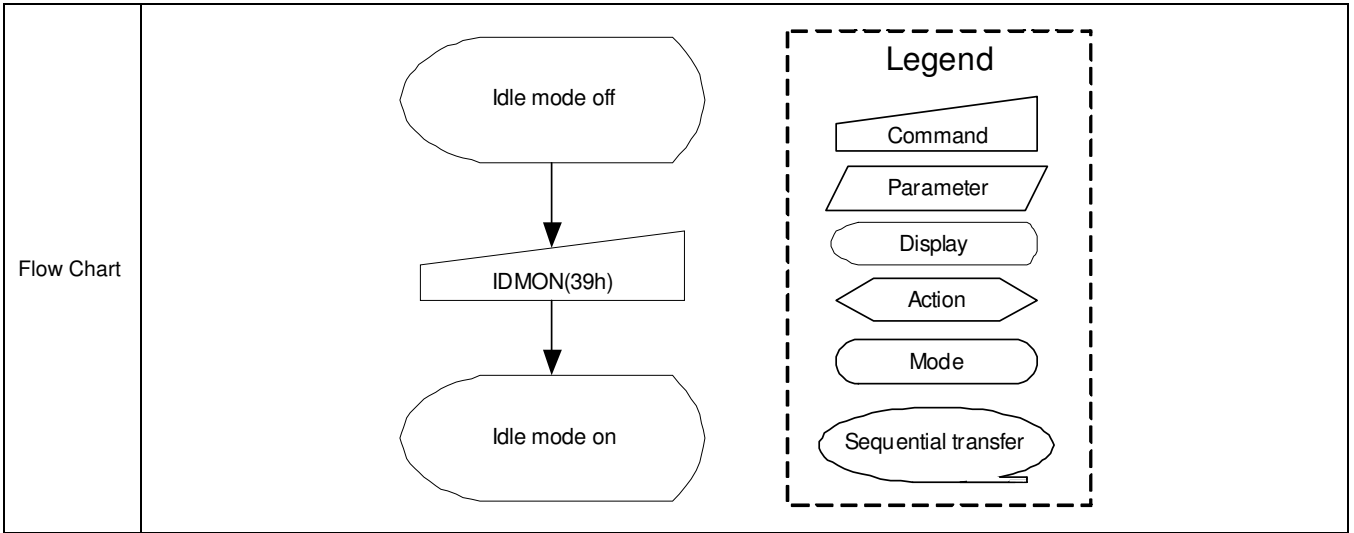 Flow Chart
Idle mode off
IDMON(39h)
Idle mode on
Legend
Command
Parameter
Display
Action
Mode
Sequential transfer